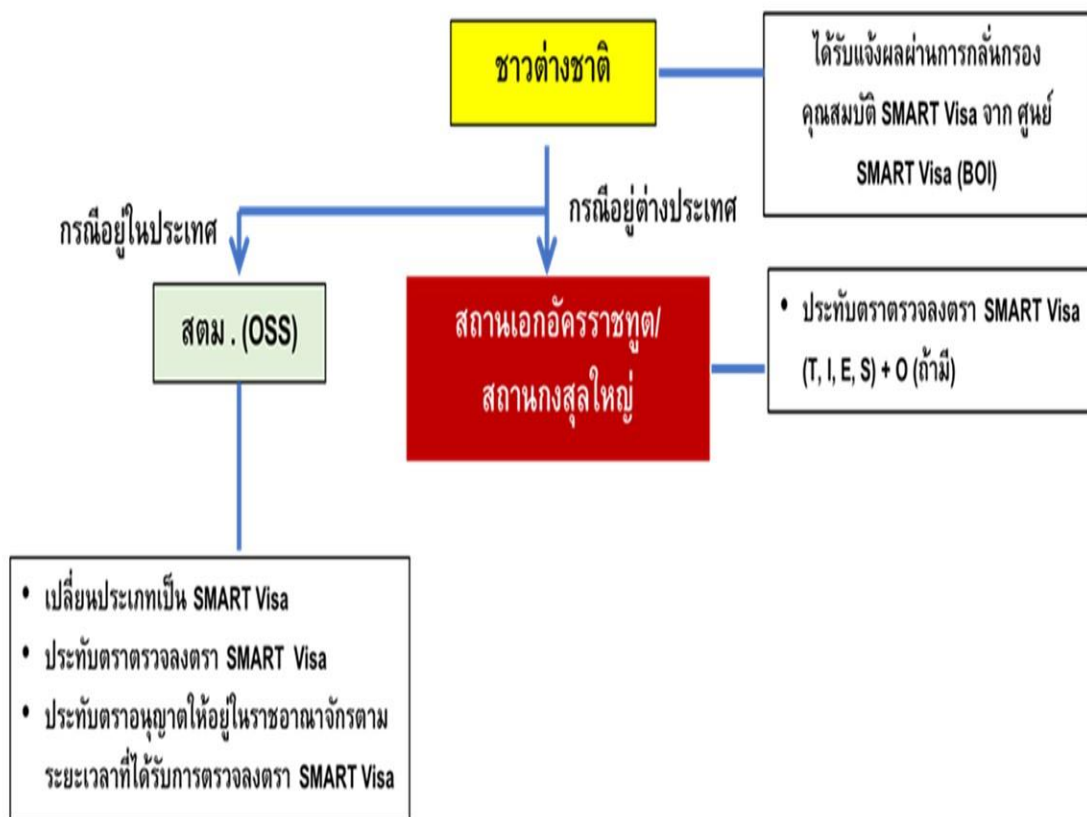 ชาวต่างชาติ
ได้รับแจ้งผลผ่านการกลั่นกรอง
คุณสมบัติ SMART Visa จาก ศูนย์
SMART Visa (BOI)
กรณีอยู่ในประเทศ
กรณีอยู่ต่างประเทศ
สตม . (OSS)
สถานเอกอัครราชทูต/
สถานกงสุลใหญ่
• ประทับตราตรวจลงตรา SMART Visa
(T, I, E, S) + O (ถ้ามี)
• เปลี่ยนประเภทเป็น SMART Visa
• ประทับตราตรวจลงตรา SMART Visa
• ประทับตราอนุญาตให้อยู่ในราชอาณาจักรตาม
ระยะเวลาที่ได้รับการตรวจลงตรา SMART Visa